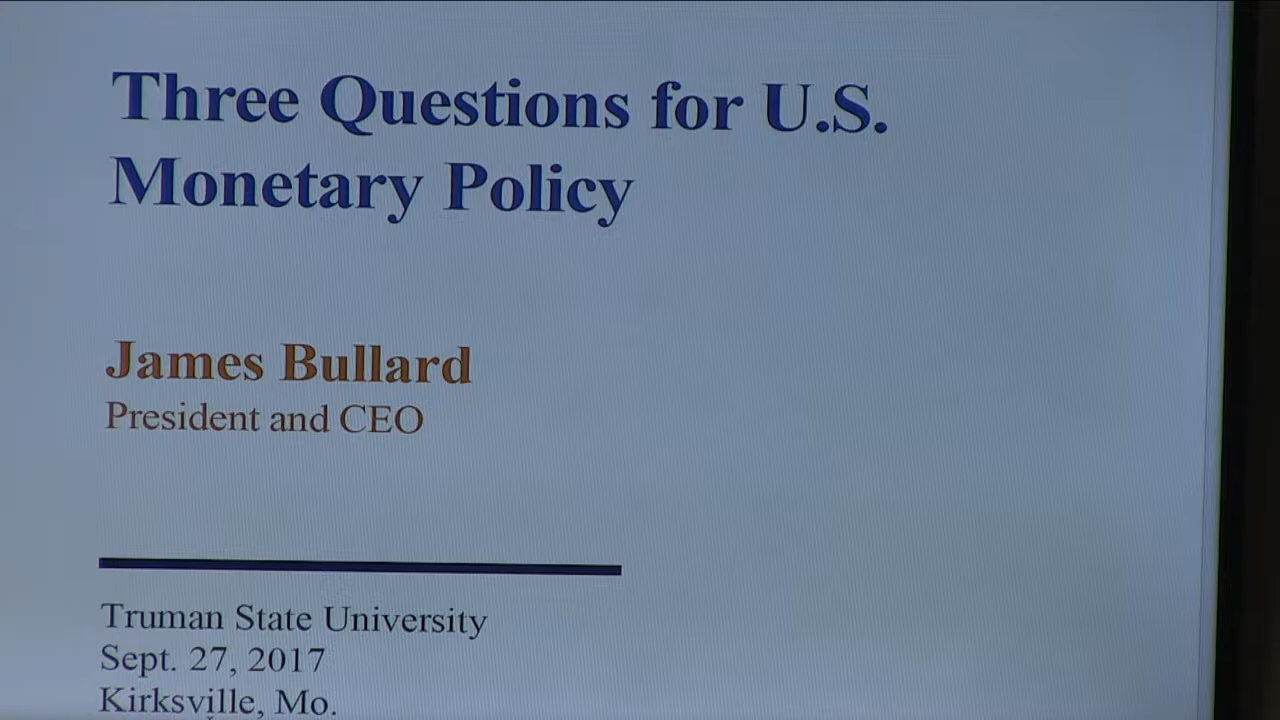 Three Questions for U.S.
Monetary Policy
James Bullard
President and CEO
Truman State University
Sept. 27, 2017
Kirksville, Mo.